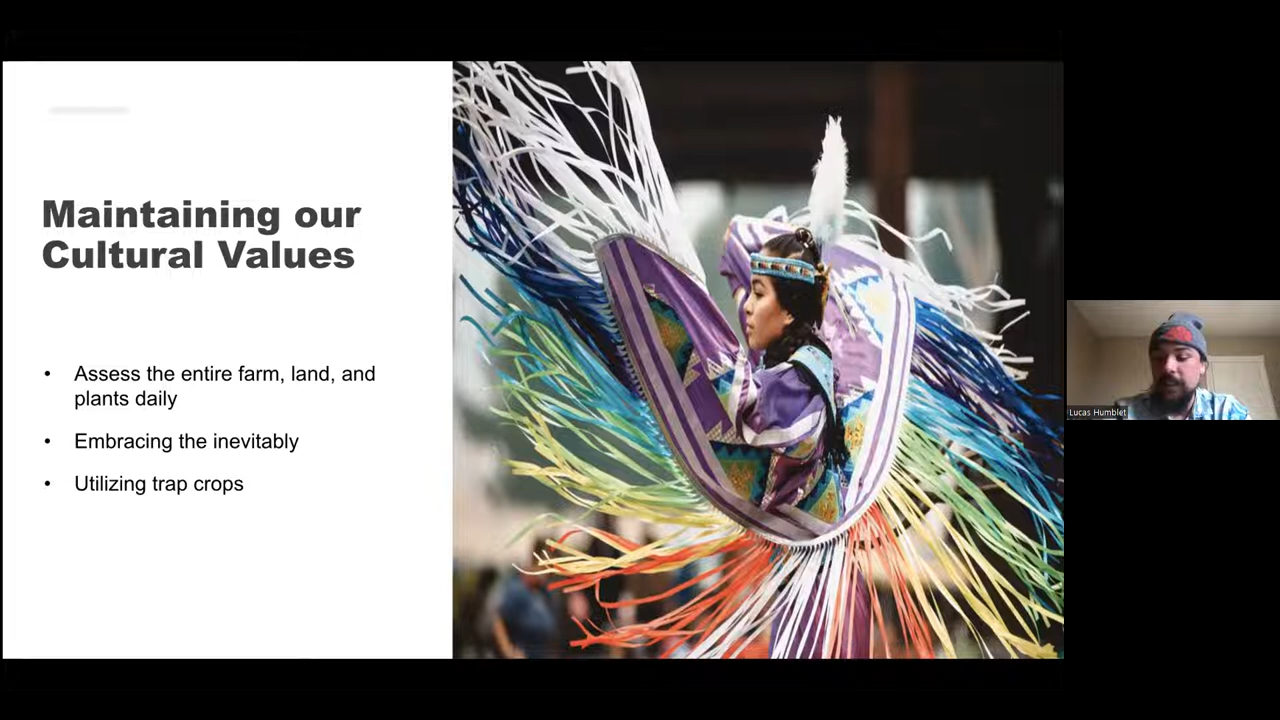 Maintaining our
Cultural Values
• Assess the entire farm, land, and
plants daily
• Embracing the inevitably
• Utilizing trap crops
Lucas Humblet